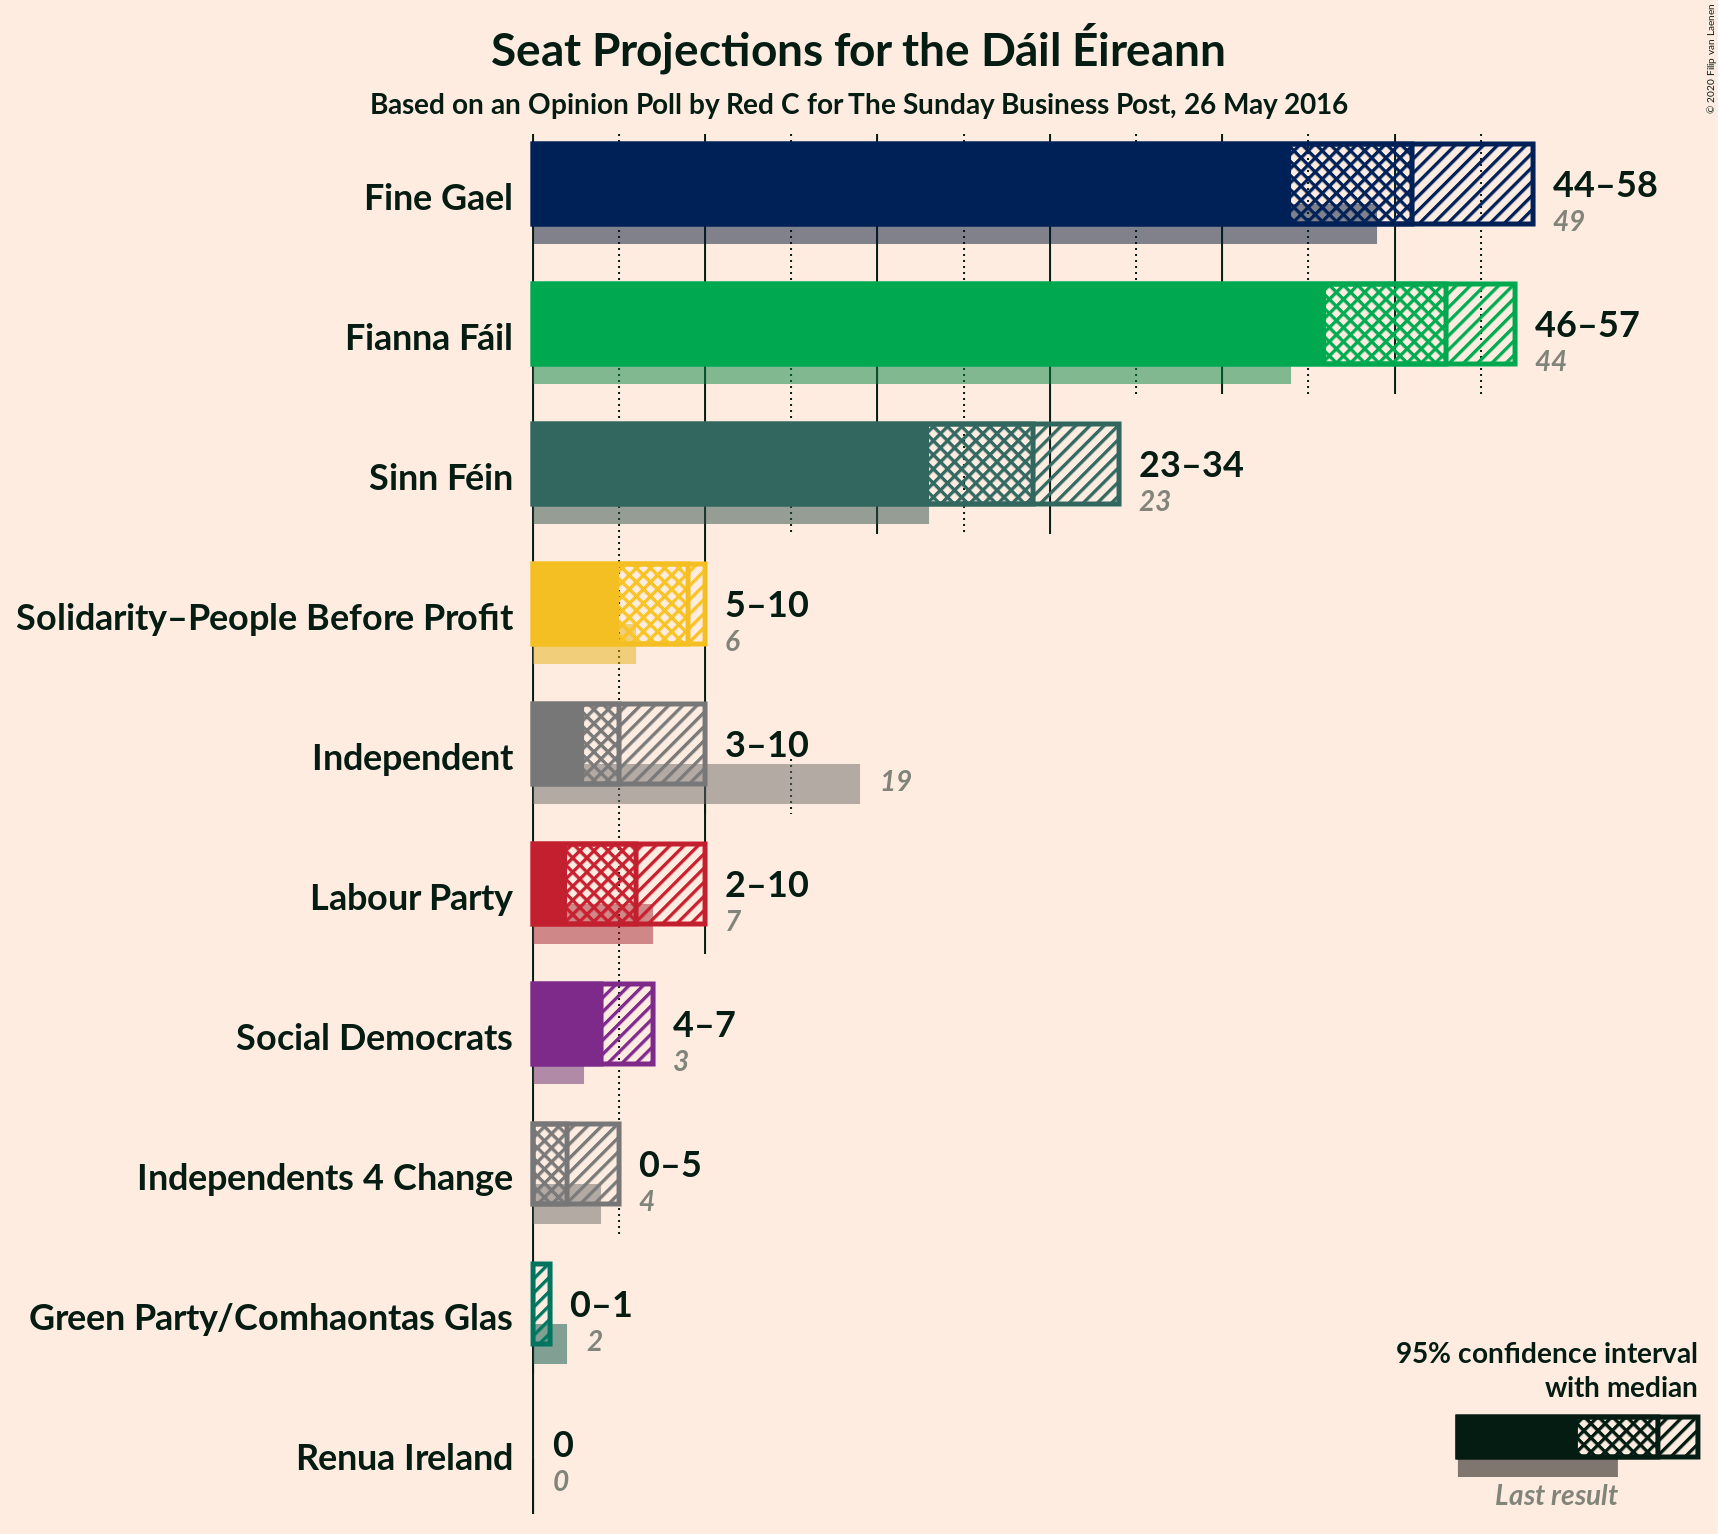 Seat Projections for the Dáil Éireann
Based on an Opinion Poll by Red C for The Sunday Business Post, 26 May 2016
© 2020 Filip van Laenen
Fine Gael
44–58
49
Fianna Fáil
46–57
44
Sinn Féin
23–34
23
Solidarity–People Before Profit
5–10
6
Independent
3–10
19
Labour Party
2–10
7
Social Democrats
4–7
3
Independents 4 Change
0–5
4
Green Party/Comhaontas Glas
0–1
2
Renua Ireland
0
0
95% confidence interval
with median
Last result